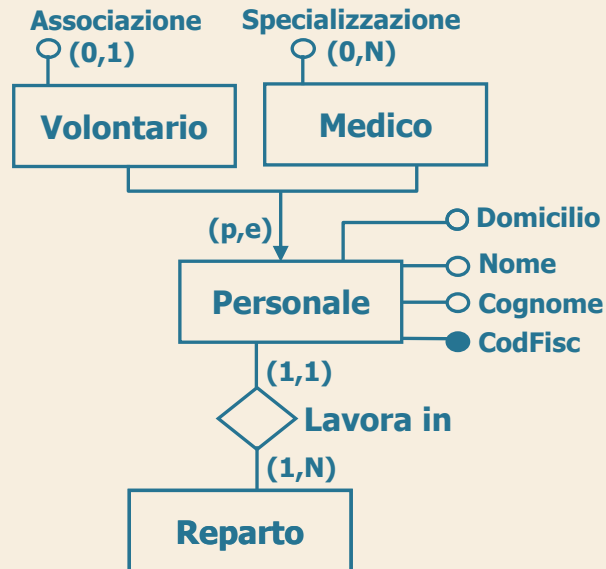 Associazione
Specializzazione
(0,1)
(0,N)
Volontario
Medico
(p,e)
Domicilio
Nome
Personale
Cognome
CodFisc
(1,1)
Lavora in
(1,N)
Reparto